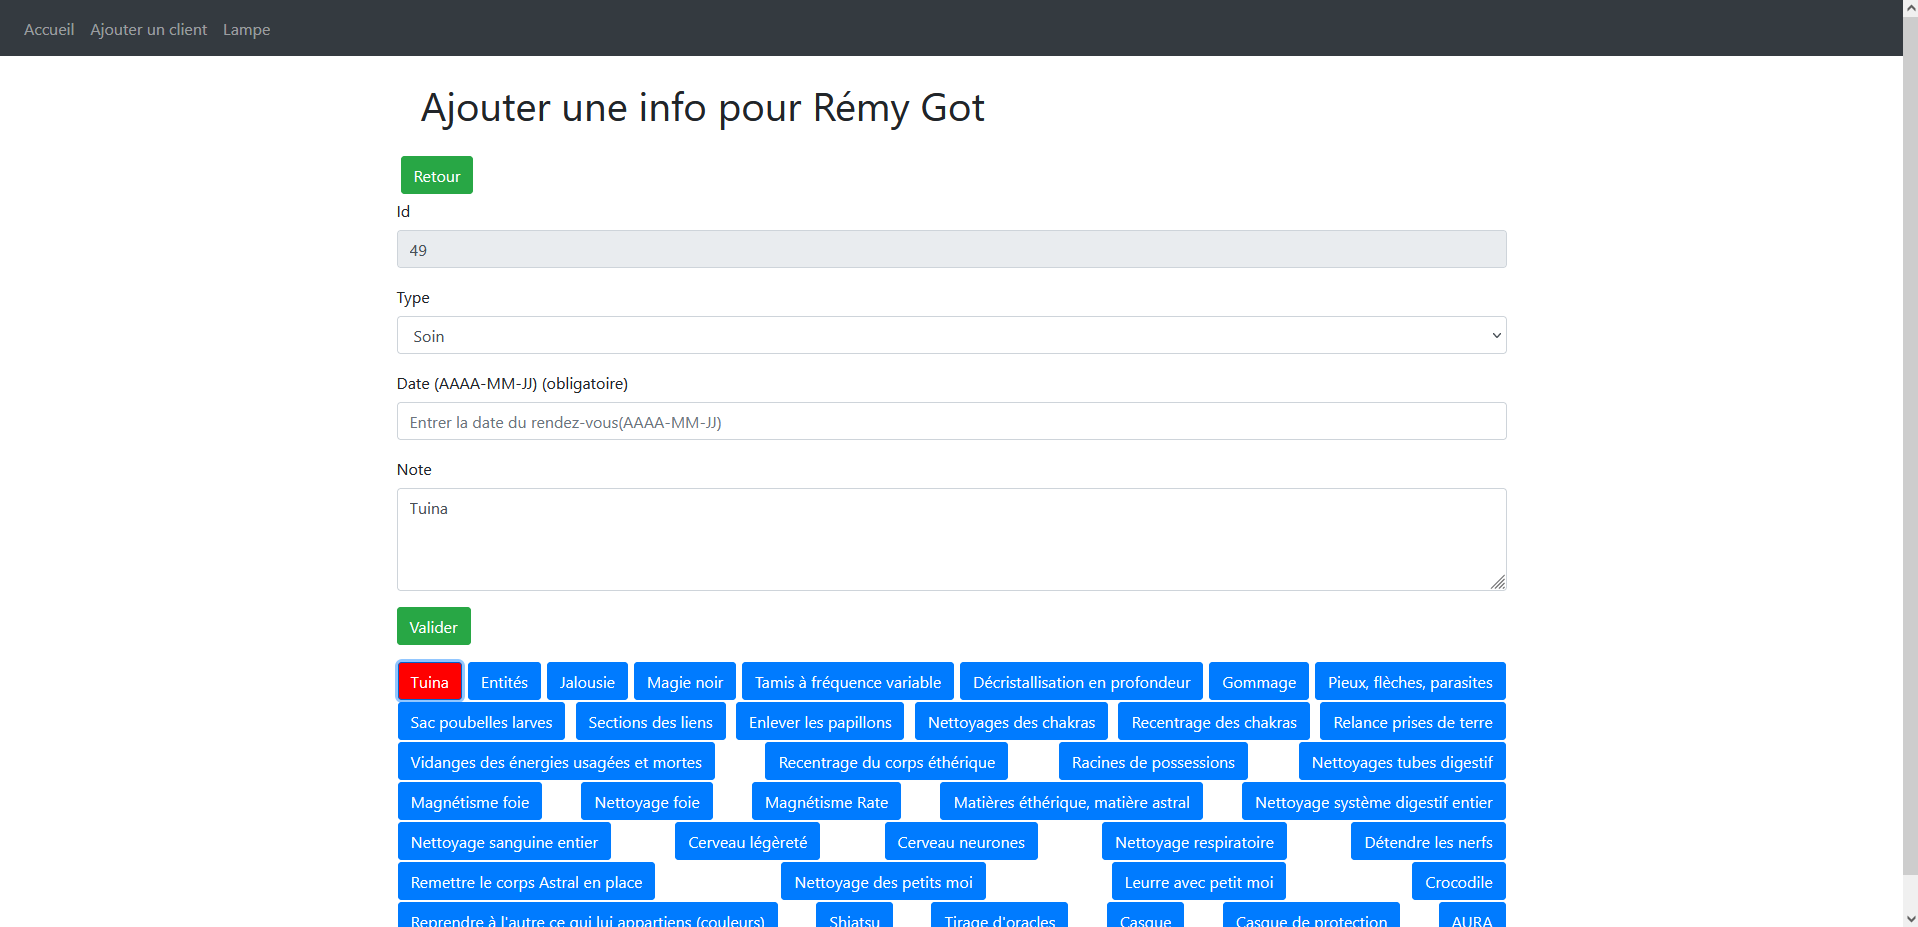 Accueil Ajouter un client Lampe
Ajouter une info pour Rémy Got
Retour
Id
49
Type
Soin
Date (AAAA-MM-JJ) (obligatoire)
Entrer la date du rendez-vous(AAAA-MM-JJ)
Note
Tuina
Valider
Tuina Entités Jalousie Magie noir Tamis à fréquence variable Décristallisation en profondeur Gommage Pieux, flèches, parasites
Sac poubelles larves Sections des liens Enlever les papillons Nettoyages des chakras Recentrage des chakras Relance prises de terre
Vidanges des énergies usagées et mortes Recentrage du corps éthérique Racines de possessions Nettoyages tubes digestif
Magnétisme foie Nettoyage foie Magnétisme Rate Matières éthérique, matière astral Nettoyage système digestif entier
Nettoyage sanguine entier Cerveau légèreté Cerveau neurones Nettoyage respiratoire Détendre les nerfs
Remettre le corps Astral en place Nettoyage des petits moi Leurre avec petit moi Crocodile
Reprendre à l'autre ce qui lui appartiens (couleurs) Shiatsu Tirage d'oracles Casque Casque de protection AURA